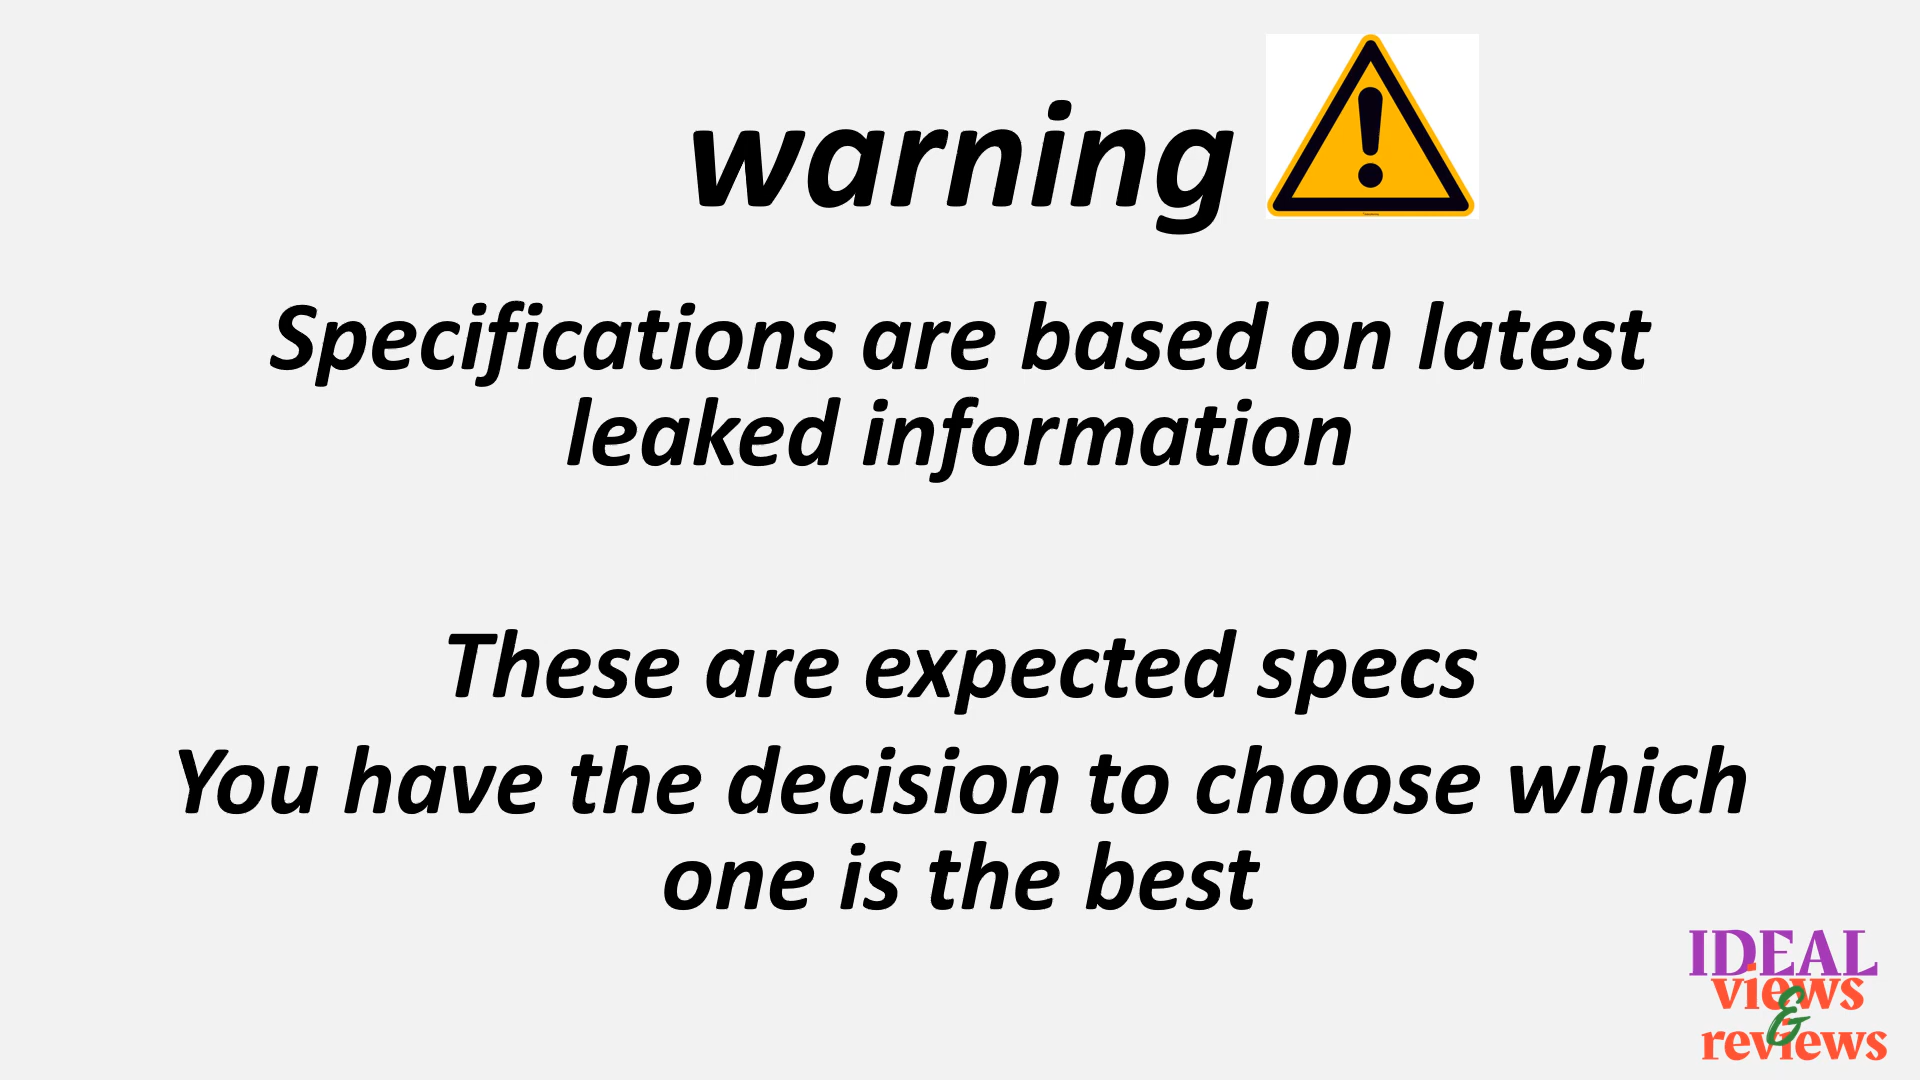 warning
Specifications are based on latest
leaked information
These are expected specs
You have the decision to choose which
one is the best
IDEAL
views
&
reviews